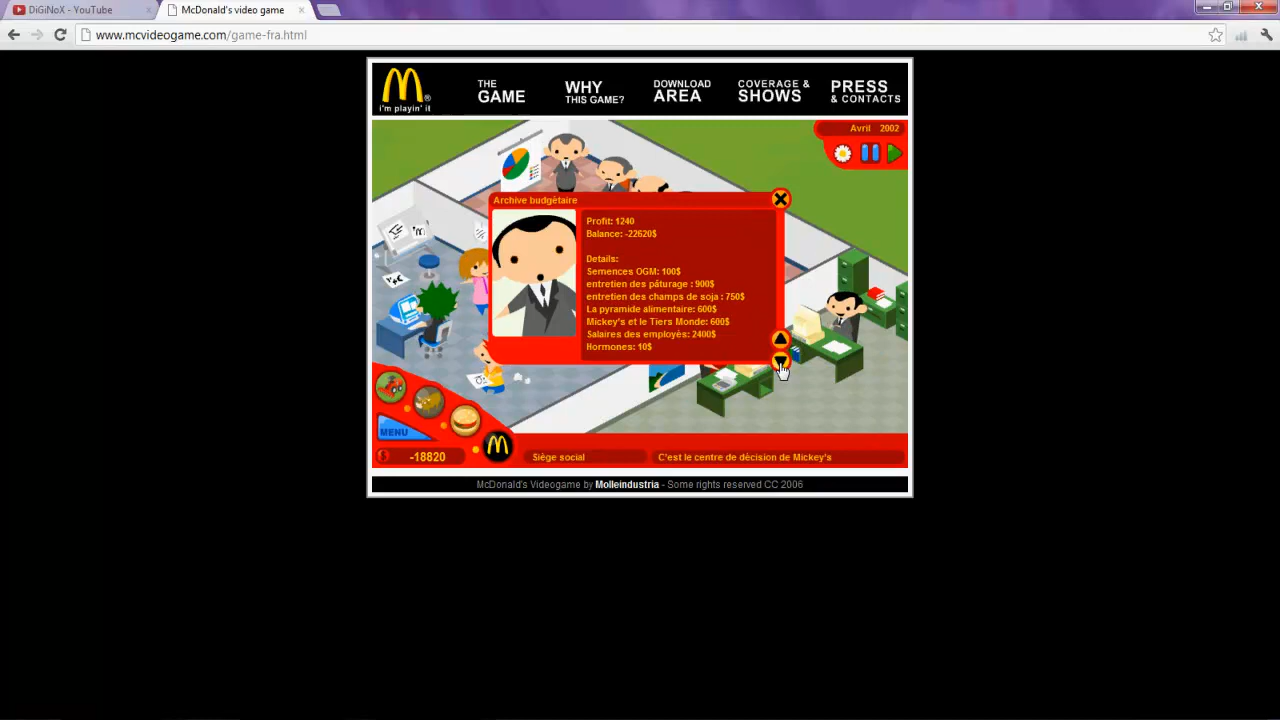 DiGiNoX - YouTube
McDonald's video game
www.mcvideogame.com/game-fra.html
i'm playin' it
THE GAME
WHY THIS GAME?
DOWNLOAD AREA
COVERAGE & SHOWS
PRESS & CONTACTS
Avril 2002
Archive budgètaire
Profit: 1240
Balance: -22620$
Details:
Semences OGM: 100$
entretien des pâturage : 900$
entretien des champs de soja : 750$
La pyramide alimentaire: 600$
Mickey's et le Tiers Monde: 600$
Salaires des employès: 2400$
Hormones: 10$
MENU
$ -18820
Siège social
C'est le centre de dècision de Mickey's
McDonald's Videogame by Molleindustria - Some rights reserved CC 2006